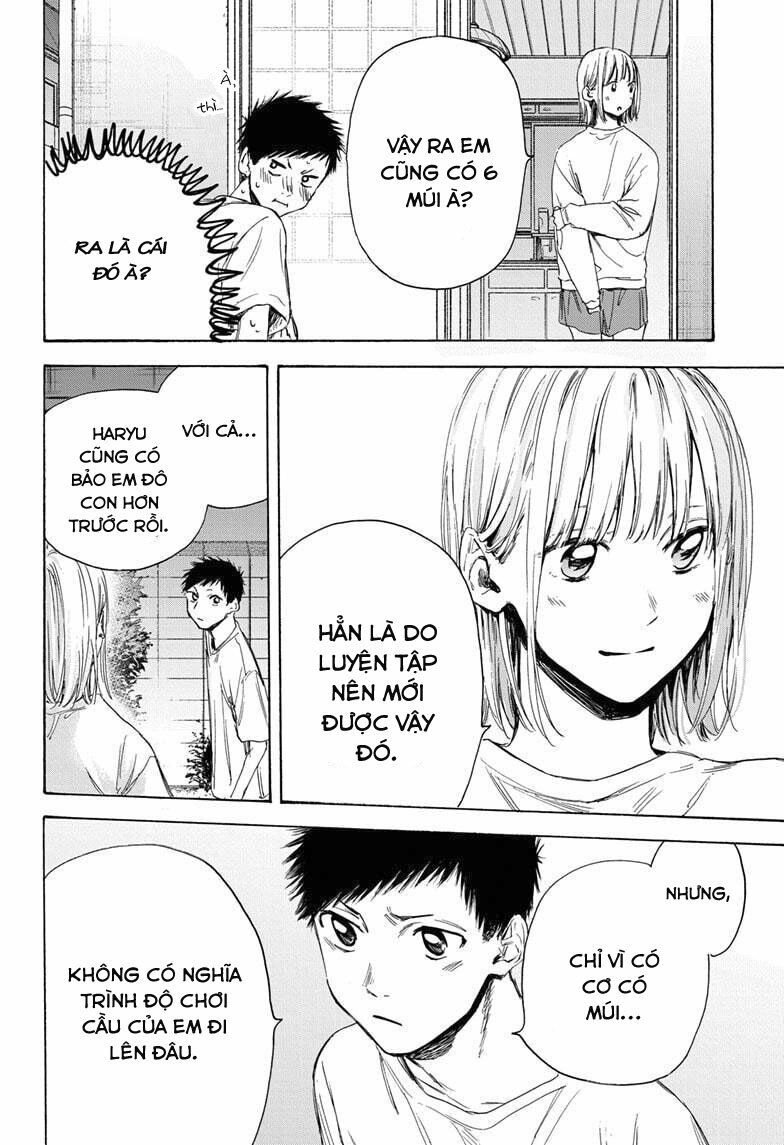 VẬY RA EM
CŨNG CÓ 6
MÚI À?
À,
thì...
RA LÀ CÁI
ĐÓ À?
HẲN LÀ DO
LUYỆN TẬP
NÊN MỚI
ĐƯỢC VẬY
ĐÓ.
VỚI CẢ...
HARYU
CŨNG CÓ
BẢO EM ĐÔ
CON HƠN
TRƯỚC RỒI.
NHƯNG,
CHỈ VÌ CÓ
CƠ CÓ
MÚI...
KHÔNG CÓ NGHĨA
TRÌNH ĐỘ CHƠI
CẦU CỦA EM ĐI
LÊN ĐÂU.